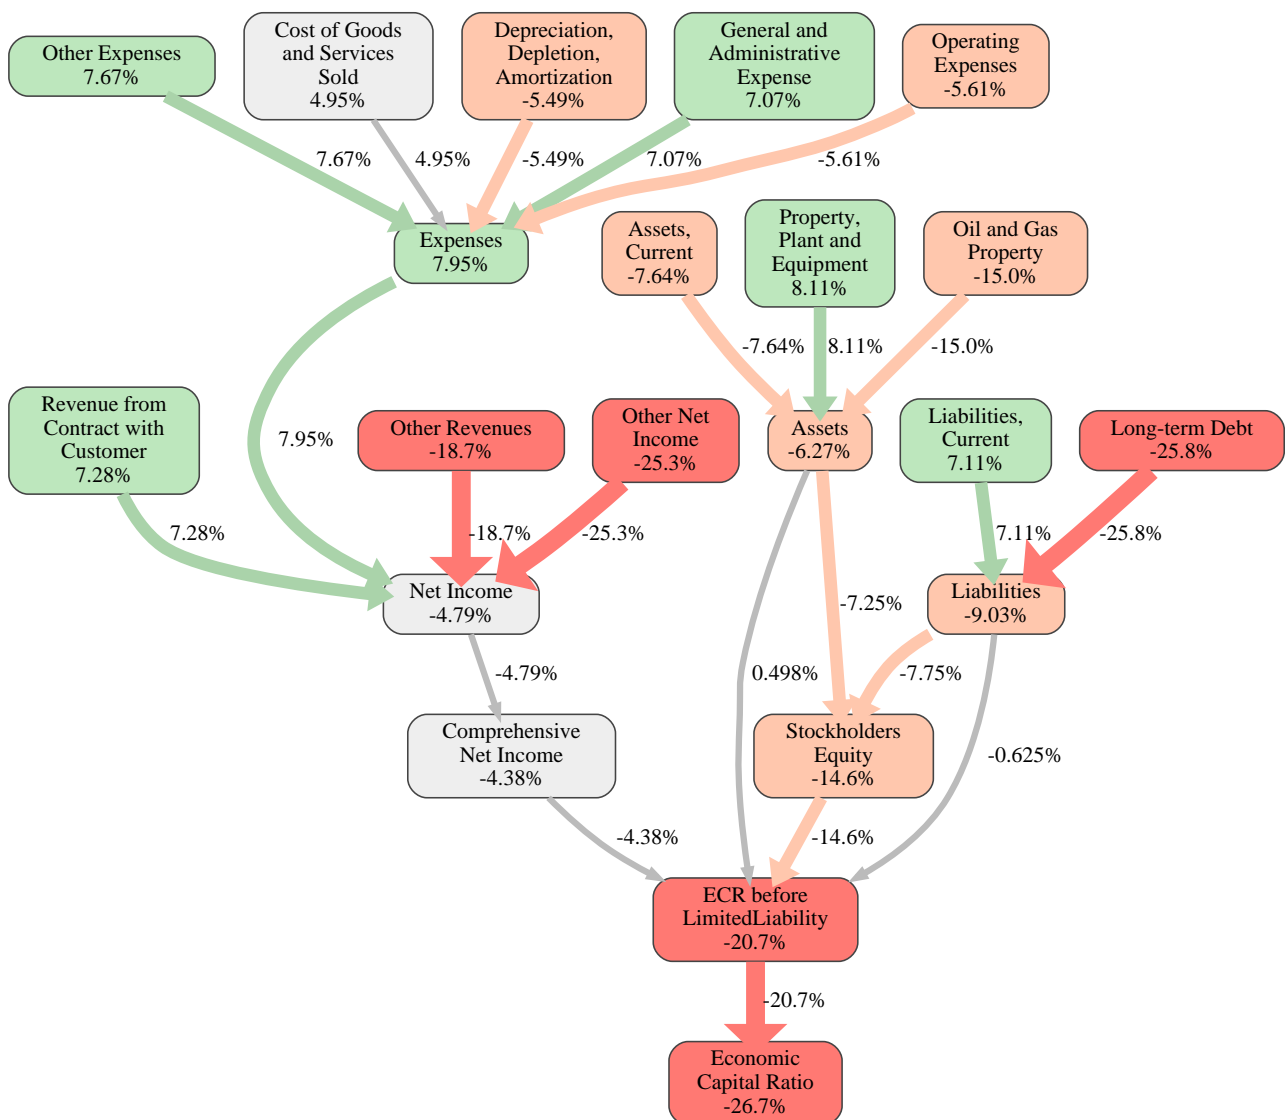 Other Expenses
7.67%
Cost of Goods
and Services
Sold
4.95%
Depreciation,
Depletion,
Amortization
-5.49%
General and
Administrative
Expense
7.07%
Operating
Expenses
-5.61%
7.67%
4.95%
-5.49%
7.07%
-5.61%
Expenses
7.95%
Assets,
Current
-7.64%
Property,
Plant and
Equipment
8.11%
Oil and Gas
Property
-15.0%
-7.64%
8.11%
-15.0%
Revenue from
Contract with
Customer
7.28%
7.95%
Other Revenues
-18.7%
Other Net
Income
-25.3%
Assets
-6.27%
Liabilities,
Current
7.11%
Long-term Debt
-25.8%
7.28%
-18.7%
-25.3%
7.11%
-25.8%
Net Income
-4.79%
-7.25%
Liabilities
-9.03%
-4.79%
0.498%
-7.75%
Comprehensive
Net Income
-4.38%
Stockholders
Equity
-14.6%
-0.625%
-4.38%
-14.6%
ECR before
LimitedLiability
-20.7%
-20.7%
Economic
Capital Ratio
-26.7%